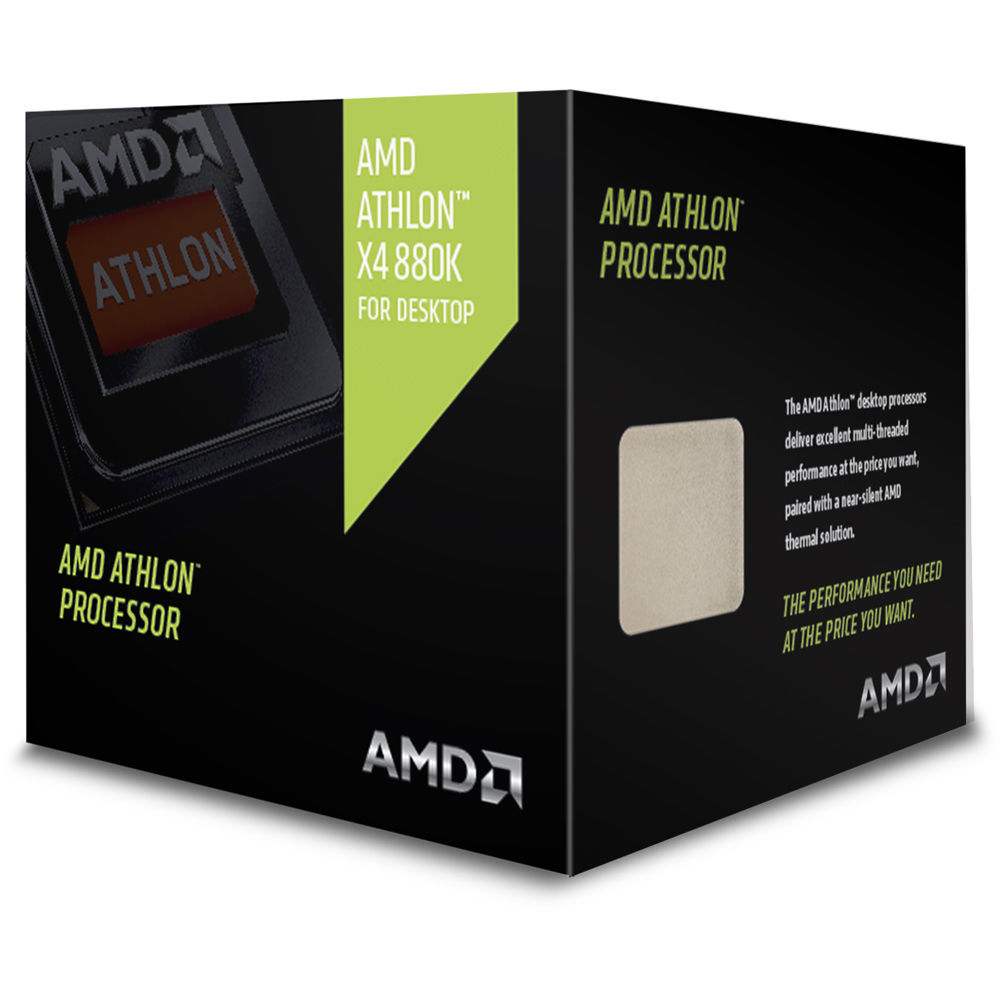 AMD
ATHLON
AMD
ATHLON™
X4 880K
FOR DESKTOP
AMD ATHLON™
PROCESSOR
AMD
AMD ATHLON™
PROCESSOR
The AMD Athlon™ desktop processors
deliver excellent multi-threaded
performance at the price you want,
paired with a near-silent AMD
thermal solution.
THE PERFORMANCE YOU NEED
AT THE PRICE YOU WANT.
AMD